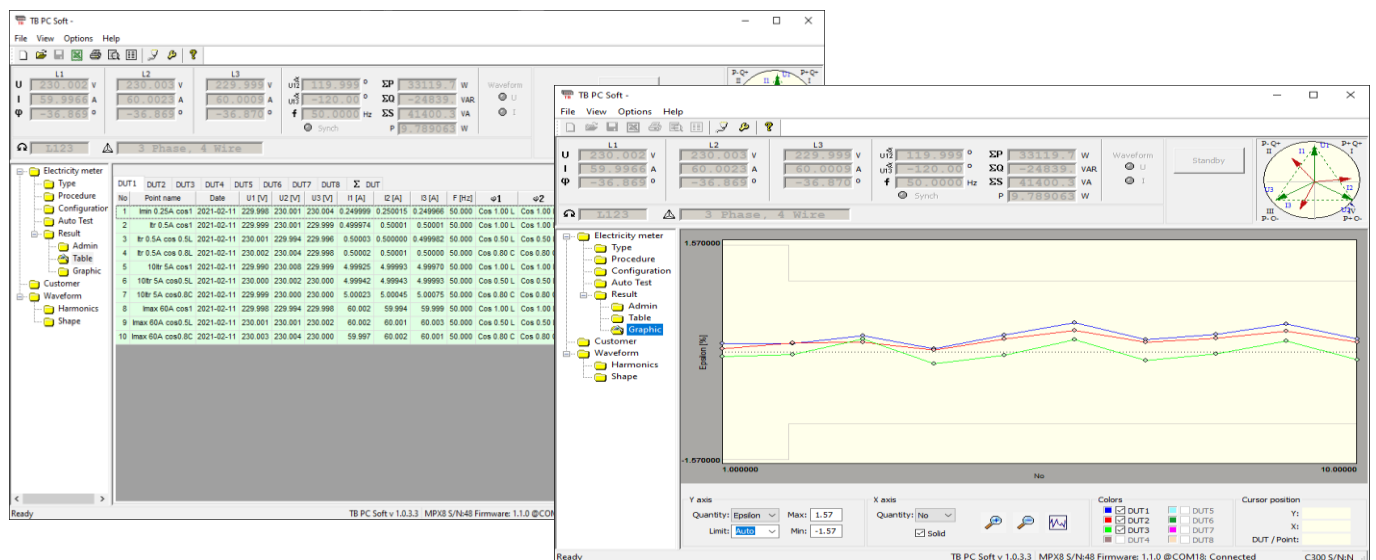 TB PC Soft -
File View Options Help
L1 L2 L3
U 230.002 V 230.003 V 229.999 V U12 119.999 ° ΣP 33119.7 W Waveform
I 59.9966 A 60.0023 A 60.0009 A U13 -120.00 ° ΣQ -24839. VAR U
φ -36.869 ° -36.869 ° -36.870 ° f 50.0000 Hz ΣS 41400.3 VA I
Synch P 9.789063 W
L123 3 Phase, 4 Wire
P-Q+ P+Q+
II I1 U1 I
Electricity meter
Type
Procedure
Configuration
Auto Test
Result
Admin
Table
Graphic
Customer
Waveform
Harmonics
Shape
DUT1 DUT2 DUT3 DUT4 DUT5 DUT6 DUT7 DUT8 Σ DUT
No Point name Date U1 [V] U2 [V] U3 [V] I1 [A] I2 [A] I3 [A] F [Hz] φ1 φ2
1 Imin 0.25A cos1 2021-02-11 229.998 230.001 230.004 0.249999 0.250015 0.249966 50.000 Cos 1.00 L Cos 1.00
2 Itr 0.5A cos1 2021-02-11 229.999 230.001 229.999 0.499974 0.50001 0.50001 50.000 Cos 1.00 L Cos 1.00
3 Itr 0.5A cos 0.5L 2021-02-11 230.001 229.994 229.996 0.50003 0.500000 0.499982 50.000 Cos 0.50 L Cos 0.50
4 Itr 0.5A cos 0.8L 2021-02-11 230.002 230.004 229.998 0.50002 0.50001 0.50000 50.000 Cos 0.80 C Cos 0.80
5 10Itr 5A cos1 2021-02-11 229.990 230.008 229.999 4.99925 4.99993 4.99970 50.000 Cos 1.00 L Cos 1.00
6 10Itr 5A cos0.5L 2021-02-11 230.002 230.002 230.000 4.99942 4.99943 4.99993 50.000 Cos 0.50 L Cos 0.50
7 10Itr 5A cos0.8C 2021-02-11 229.999 230.000 230.000 5.00023 5.00045 5.00075 50.000 Cos 0.80 C Cos 0.80
8 Imax 60A cos1 2021-02-11 229.998 229.994 229.998 60.002 59.994 59.999 50.000 Cos 1.00 L Cos 1.00
9 Imax 60A cos0.5L 2021-02-11 230.001 230.001 230.002 60.002 60.001 60.003 50.000 Cos 0.50 L Cos 0.50
10 Imax 60A cos0.8C 2021-02-11 230.003 230.004 230.000 59.997 60.002 60.001 50.000 Cos 0.80 C Cos 0.80
Ready TB PC Soft v 1.0.3.3 MPX8 S/N:48 Firmware: 1.1.0 @COM
TB PC Soft -
File View Options Help
L1 L2 L3
U 230.002 V 230.003 V 229.999 V U12 119.999 ° ΣP 33119.7 W Waveform Standby
I 59.9966 A 60.0023 A 60.0009 A U13 -120.00 ° ΣQ -24839. VAR U
φ -36.869 ° -36.869 ° -36.870 ° f 50.0000 Hz ΣS 41400.3 VA I
Synch P 9.789063 W
L123 3 Phase, 4 Wire
P-Q+ P+Q+
II I1 U1 I
U3 I2
III IV
P-Q- P+Q-
Electricity meter
Type
Procedure
Configuration
Auto Test
Result
Admin
Table
Graphic
Customer
Waveform
Harmonics
Shape
1.570000
Epsilon [%]
-1.570000
1.000000 10.00000
No
Y axis X axis Colors Cursor position
Quantity: Epsilon Max: 1.57 Quantity: No DUT1 DUT5 Y:
Limit: Auto Min: -1.57 Solid DUT2 DUT6 X:
DUT3 DUT7
DUT4 DUT8 DUT / Point:
Ready TB PC Soft v 1.0.3.3 MPX8 S/N:48 Firmware: 1.1.0 @COM18: Connected C300 S/N:N